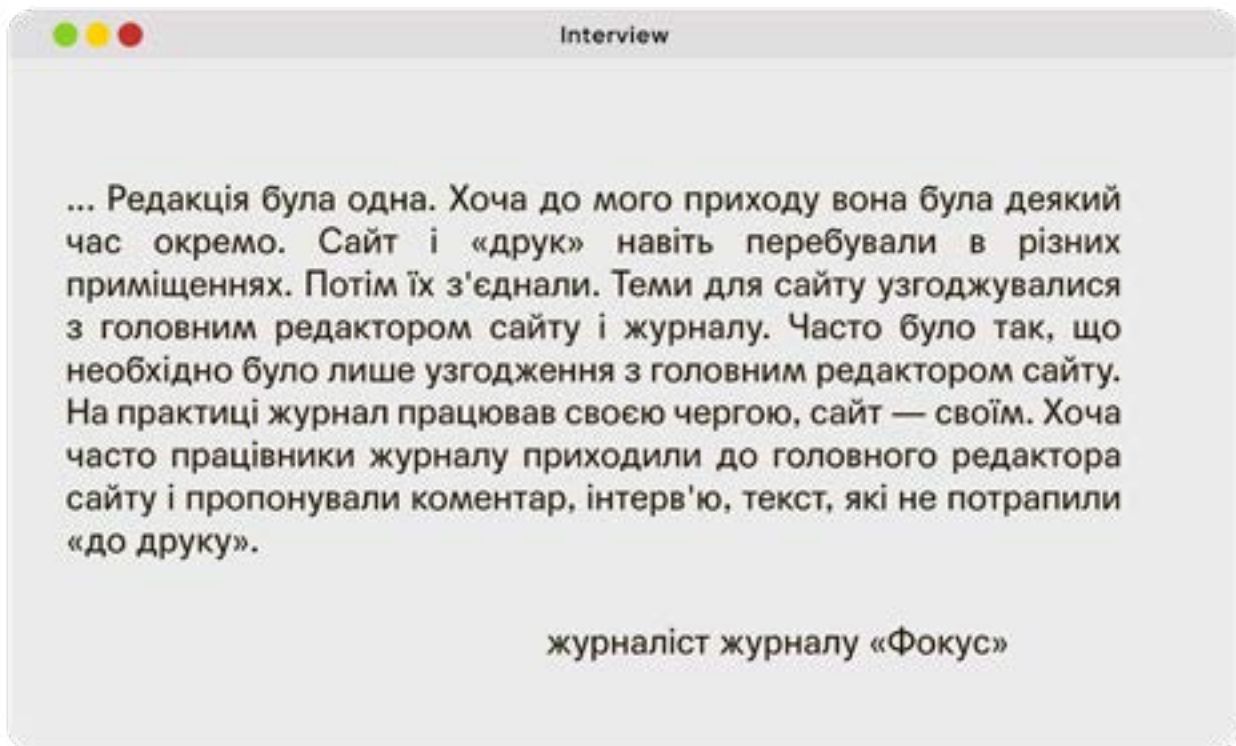 Interview
... Редакція була одна. Хоча до мого приходу вона була деякий
час окремо. Сайт і «друк» навіть перебували в різних
приміщеннях. Потім їх з'єднали. Теми для сайту узгоджувалися
з головним редактором сайту і журналу. Часто було так, що
необхідно було лише узгодження з головним редактором сайту.
На практиці журнал працював своєю чергою, сайт — своїм. Хоча
часто працівники журналу приходили до головного редактора
сайту і пропонували коментар, інтерв'ю, текст, які не потрапили
«до друку».
журналіст журналу «Фокус»